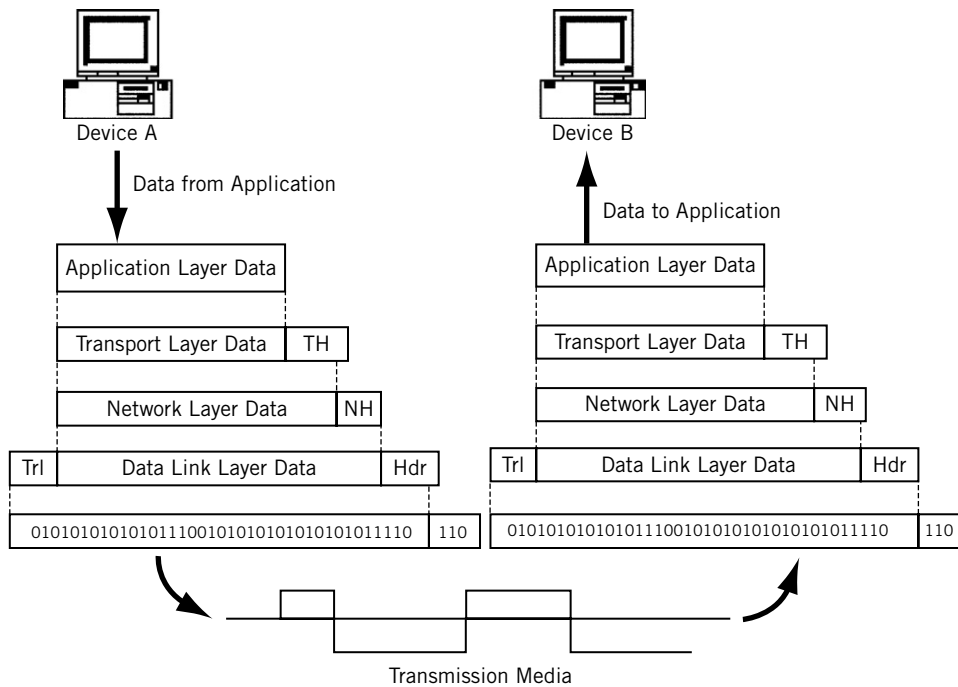 Device A
Device B
Data from Application
Data to Application
Application Layer Data
Application Layer Data
Transport Layer Data TH
Transport Layer Data TH
Network Layer Data NH
Network Layer Data NH
Trl Data Link Layer Data Hdr
Trl Data Link Layer Data Hdr
0101010101010111001010101010101010111110 110
0101010101010111001010101010101010111110 110
Transmission Media